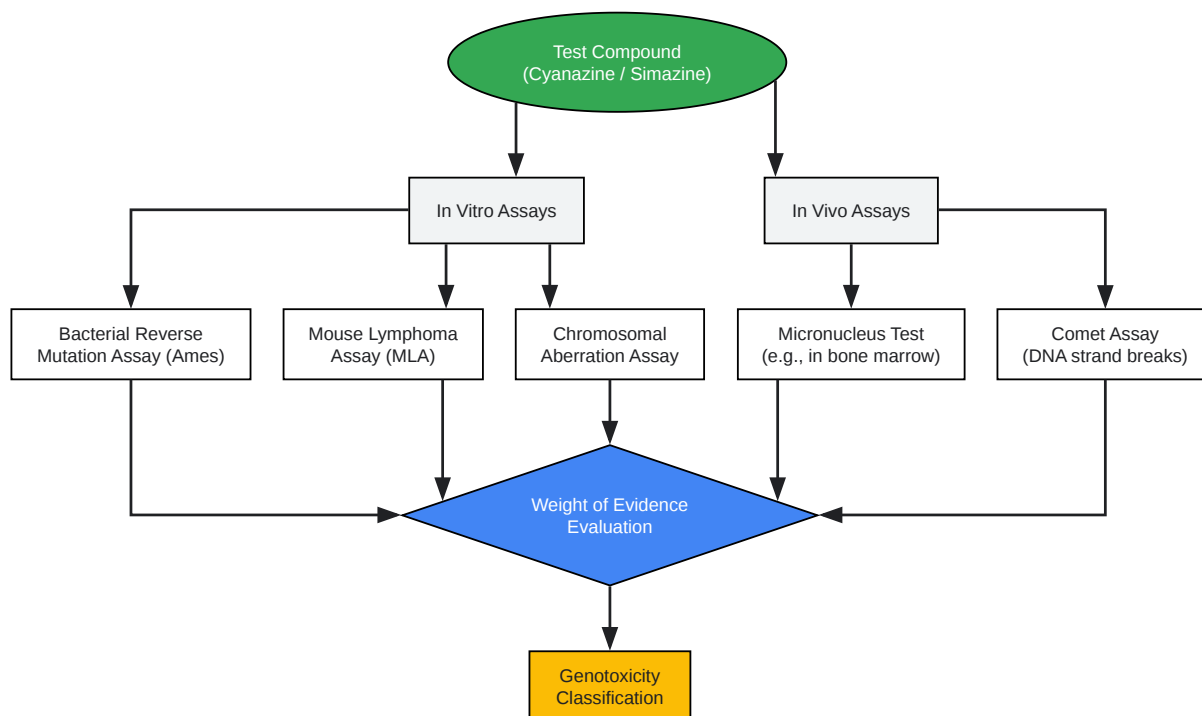 Test Compound
(Cyanazine / Simazine)
In Vitro Assays
In Vivo Assays
Bacterial Reverse
Mutation Assay (Ames)
Mouse Lymphoma
Assay (MLA)
Chromosomal
Aberration Assay
Micronucleus Test
(e.g., in bone marrow)
Comet Assay
(DNA strand breaks)
Weight of Evidence
Evaluation
Genotoxicity
Classification